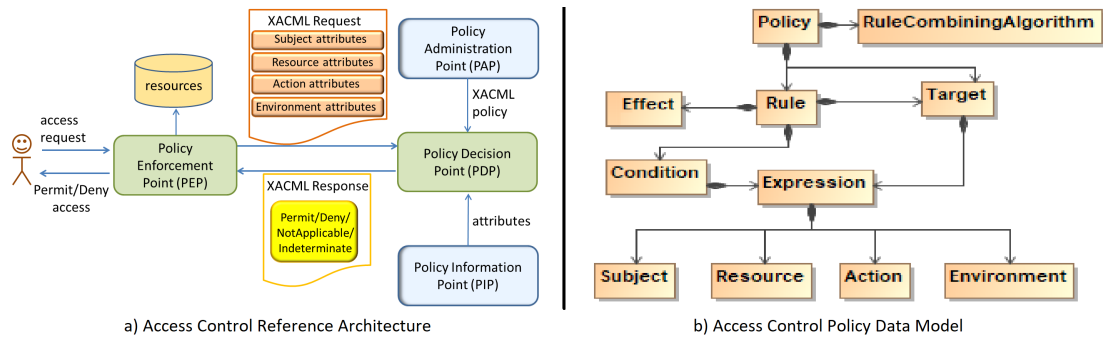 XACML Request
Subject attributes
Resource attributes
Action attributes
Environment attributes
Policy
Administration
Point (PAP)
resources
XACML
policy
access
request
Policy
Enforcement
Point (PEP)
Policy Decision
Point (PDP)
Permit/Deny
access
XACML Response
Permit/Deny/
NotApplicable/
Indeterminate
attributes
Policy Information
Point (PIP)
a) Access Control Reference Architecture
Policy
RuleCombiningAlgorithm
Effect
Rule
Target
Condition
Expression
Subject
Resource
Action
Environment
b) Access Control Policy Data Model